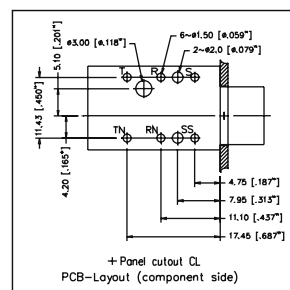 ø3.00 [ø.118"]
6-ø1.50 [ø.059"]
2-ø2.0 [ø.079"]
5.10 [.201"]
T R S
11.43 [.450"]
4.20 [.165"]
TN RN SS
4.75 [.187"]
7.95 [.313"]
11.10 [.437"]
17.45 [.687"]
+ Panel cutout CL
PCB-Layout (component side)